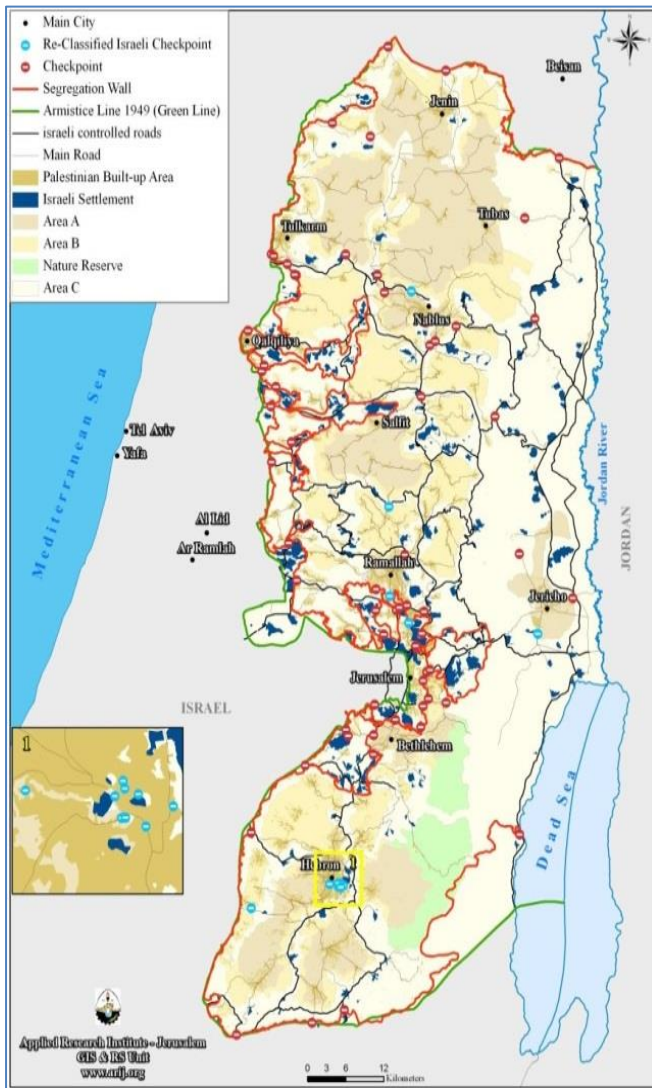 Main City
Re-Classified Israeli Checkpoint
Checkpoint
Segregation Wall
Armistice Line 1949 (Green Line)
israeli controlled roads
Main Road
Palestinian Built-up Area
Israeli Settlement
Area A
Area B
Nature Reserve
Area C
Beisan
Jenin
Tubas
Tulkarm
Nablus
Qalqiliya
Salfit
Mediterranean Sea
Tel Aviv
Yafa
Jordan River
JORDAN
Al Lid
Ar Ramlah
Ramallah
Jericho
Jerusalem
ISRAEL
Bethlehem
1
Dead Sea
Hebron
1
Applied Research Institute - Jerusalem
GIS & RS Unit
www.arij.org
0 3 6 12
Kilometers